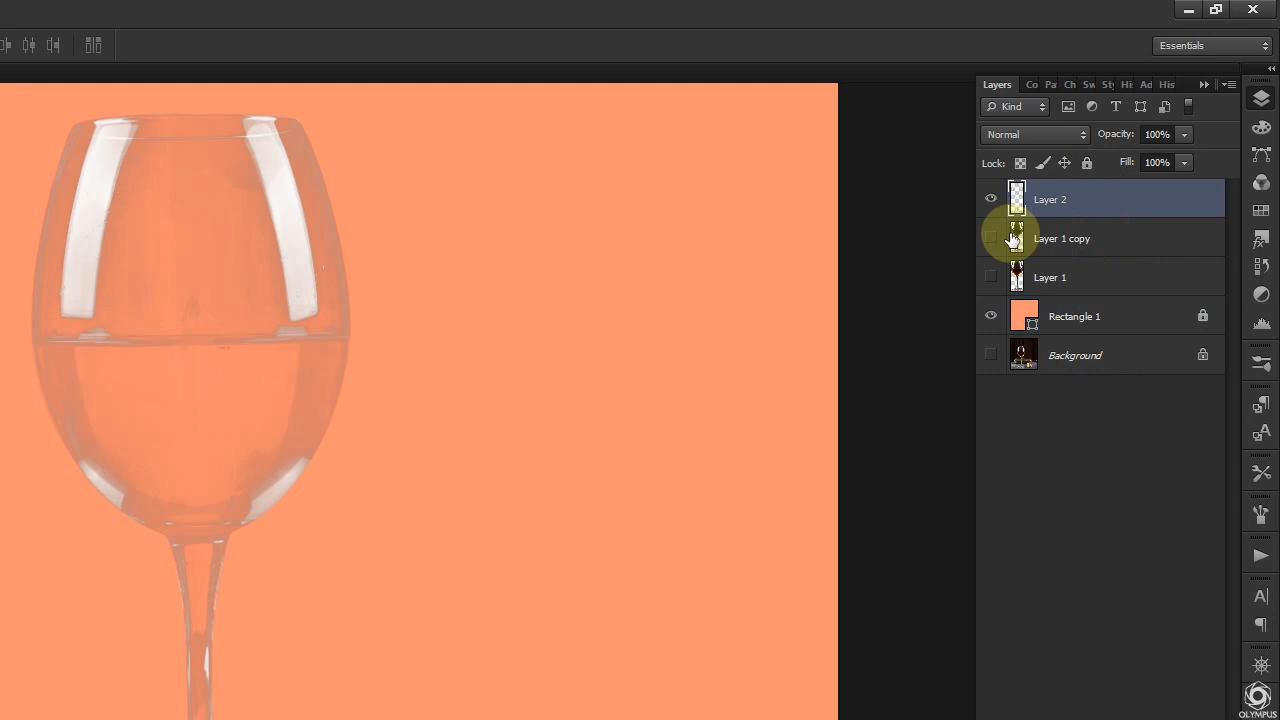 Essentials
Layers Co Pa Ch Sw Sty Hi Ad His
Kind
Normal Opacity: 100%
Lock: Fill: 100%
Layer 2
Layer 1 copy
Layer 1
Rectangle 1
Background
OLYMPUS